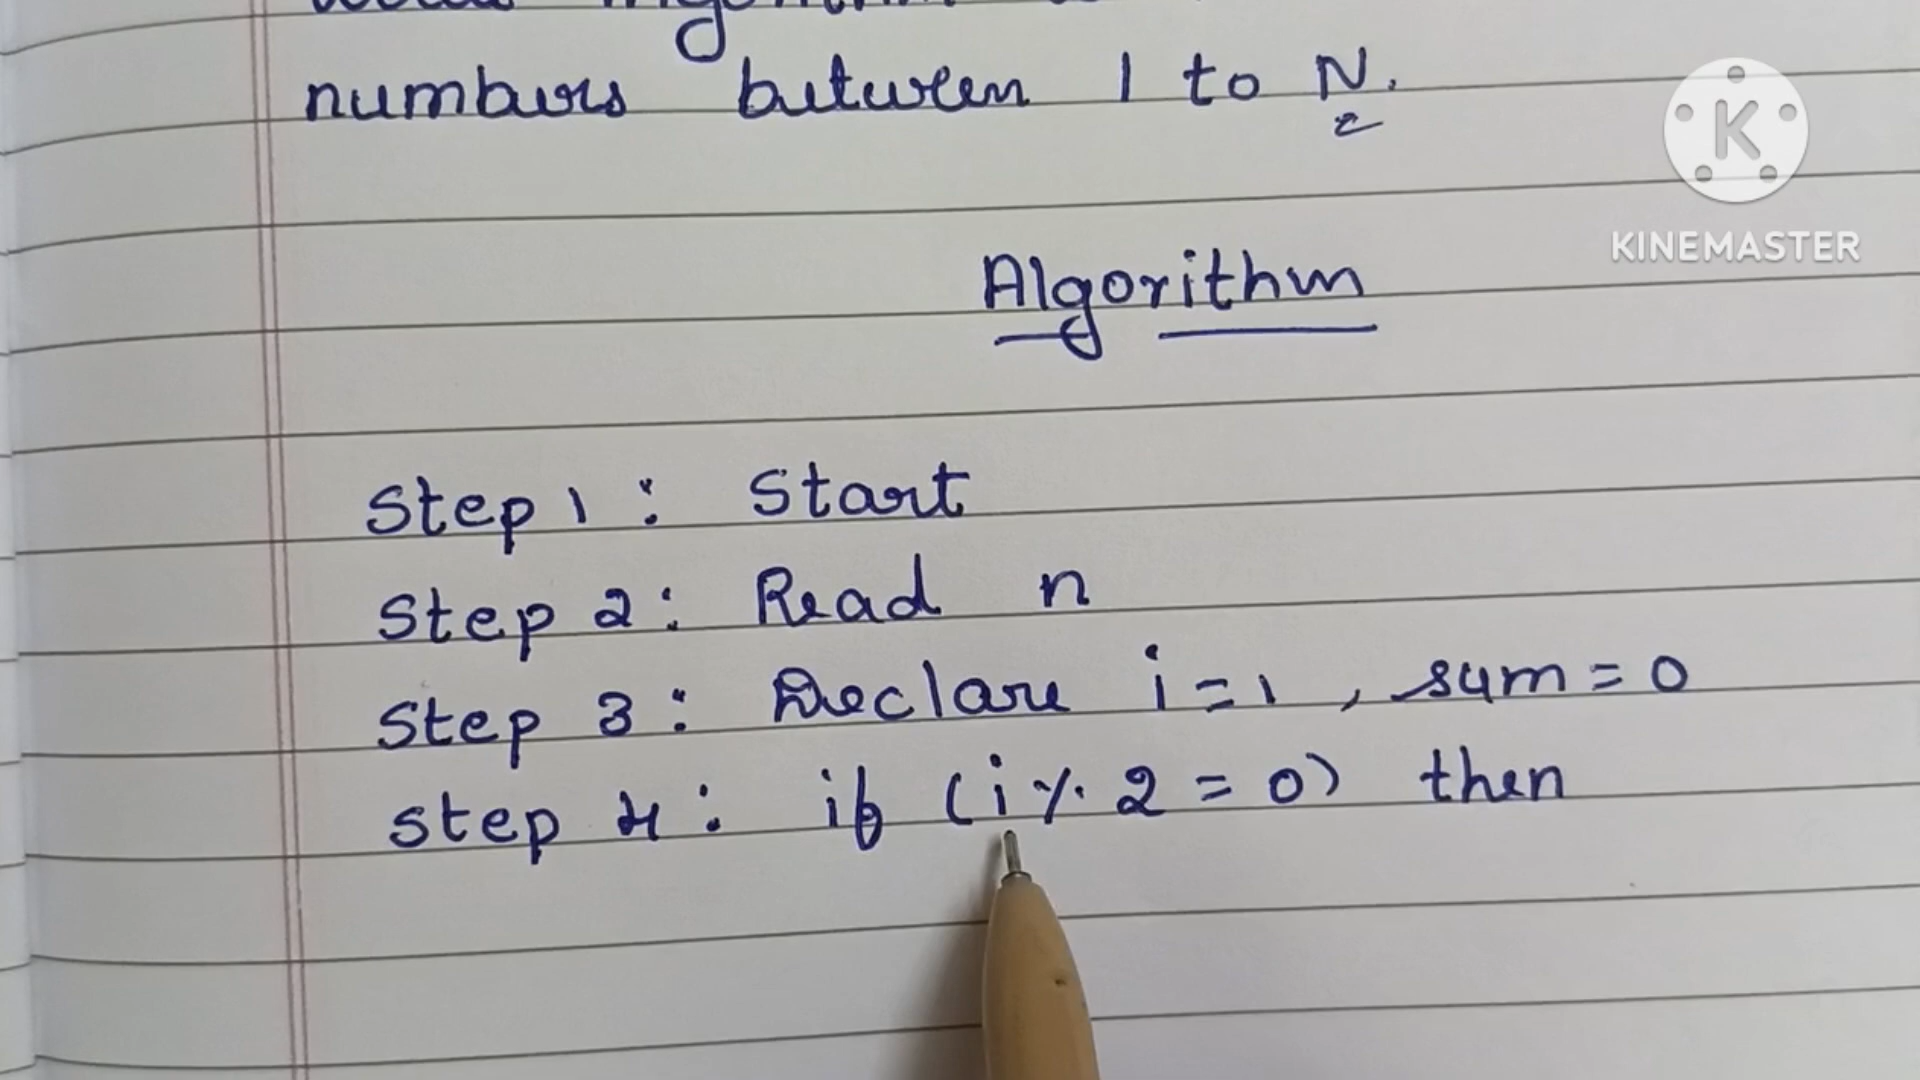 Algorithm
numbers between 1 to N.
K
KINEMASTER
Algorithm
Step 1: Start
Step 2: Read n
Step 3: Declare i=1, sum=0
Step 4: if (i % 2 = 0) then